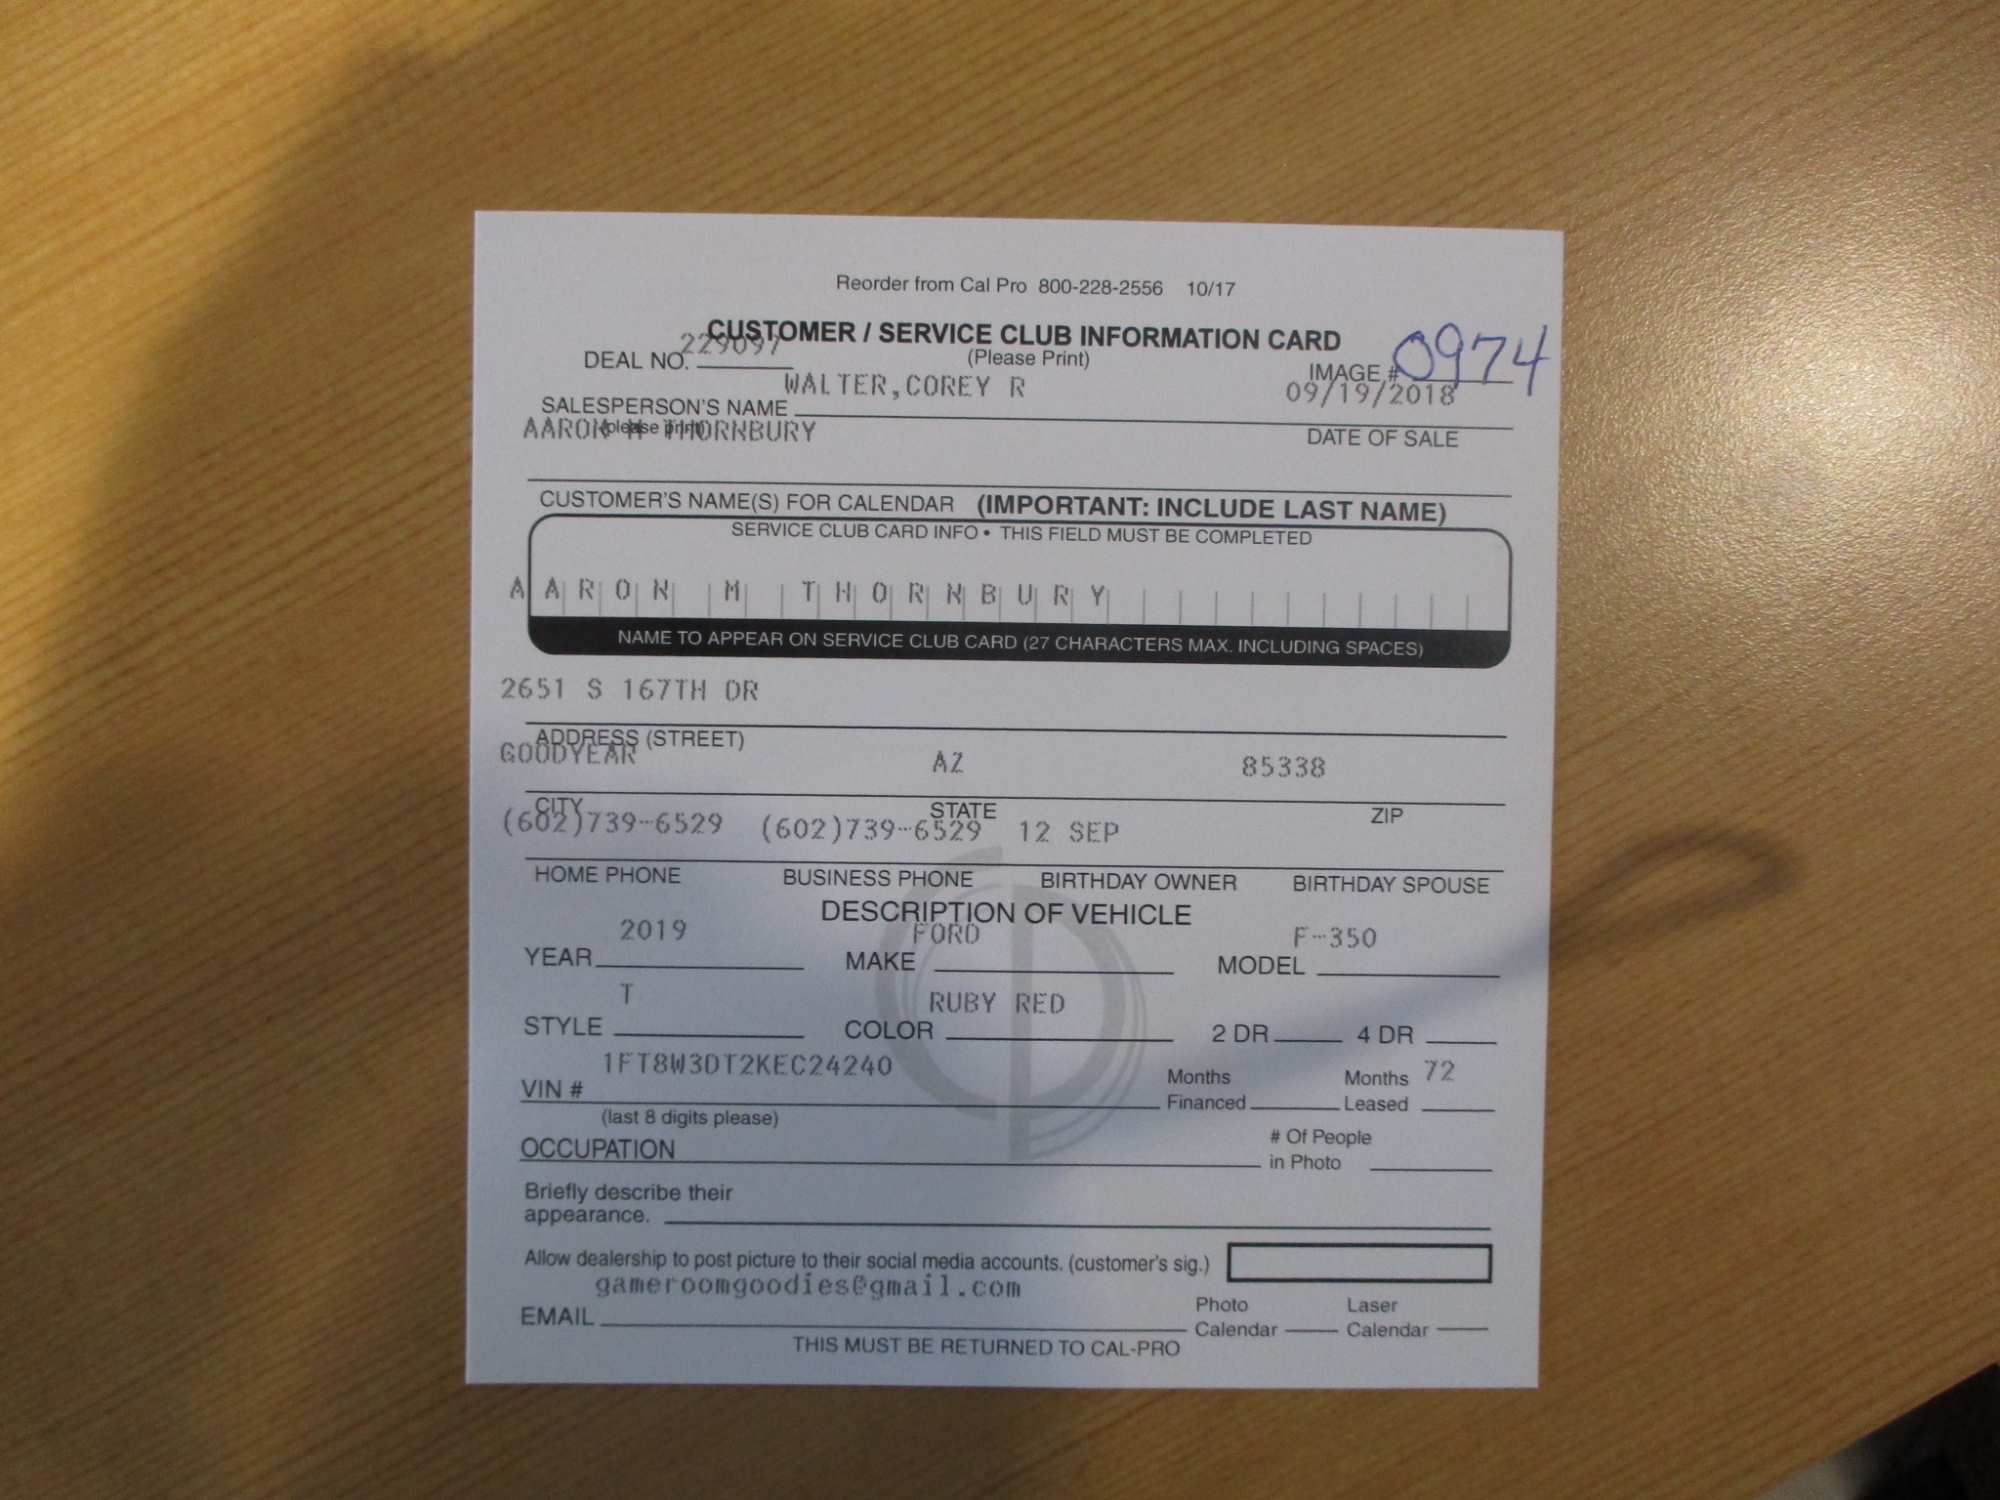 Reorder from Cal Pro 800-228-2556 10/17
CUSTOMER / SERVICE CLUB INFORMATION CARD
DEAL NO. 229097 (Please Print) IMAGE # 0974
WALTER,COREY R 09/19/2018
SALESPERSON'S NAME
(please print) DATE OF SALE
AARON M THORNBURY
CUSTOMER'S NAME(S) FOR CALENDAR (IMPORTANT: INCLUDE LAST NAME)
SERVICE CLUB CARD INFO • THIS FIELD MUST BE COMPLETED
A A R O N M T H O R N B U R Y
NAME TO APPEAR ON SERVICE CLUB CARD (27 CHARACTERS MAX. INCLUDING SPACES)
2651 S 167TH DR
ADDRESS (STREET)
GOODYEAR AZ 85338
CITY STATE ZIP
(602)739-6529 (602)739-6529 12 SEP
HOME PHONE BUSINESS PHONE BIRTHDAY OWNER BIRTHDAY SPOUSE
DESCRIPTION OF VEHICLE
2019 FORD F-350
YEAR MAKE MODEL
T RUBY RED
STYLE COLOR 2 DR 4 DR
1FT8W3DT2KEC24240 72
VIN # Months Financed Months Leased
(last 8 digits please)
OCCUPATION # Of People in Photo
Briefly describe their
appearance.
Allow dealership to post picture to their social media accounts. (customer's sig.)
gameroomgoodies@gmail.com
EMAIL Photo Calendar Laser Calendar
THIS MUST BE RETURNED TO CAL-PRO